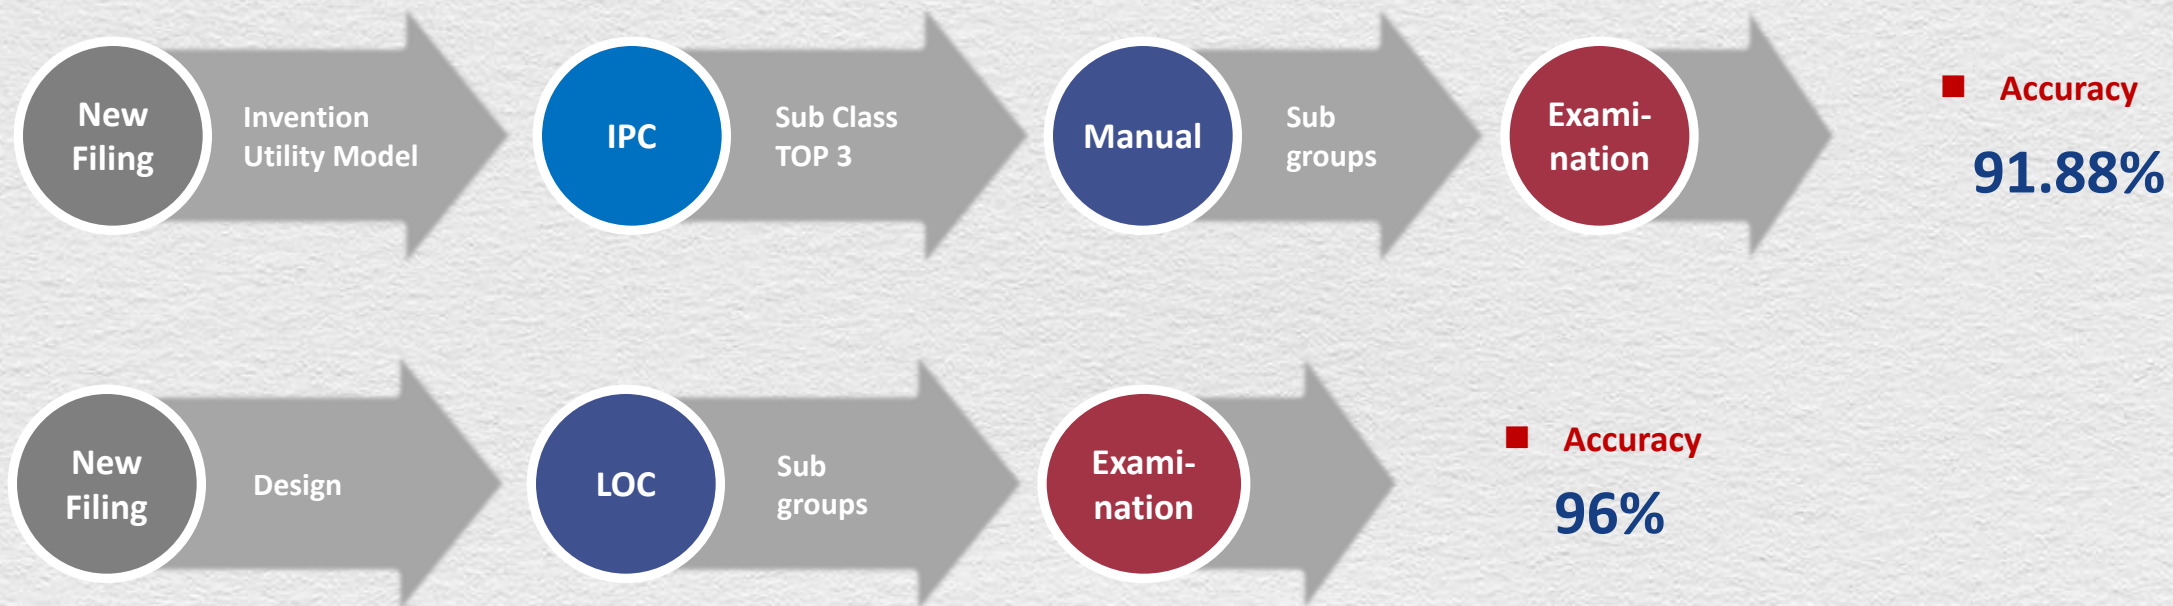 New
Filing
Invention
Utility Model
IPC
Sub Class
TOP 3
Manual
Sub
groups
Exami-
nation
Accuracy
91.88%
New
Filing
Design
LOC
Sub
groups
Exami-
nation
Accuracy
96%